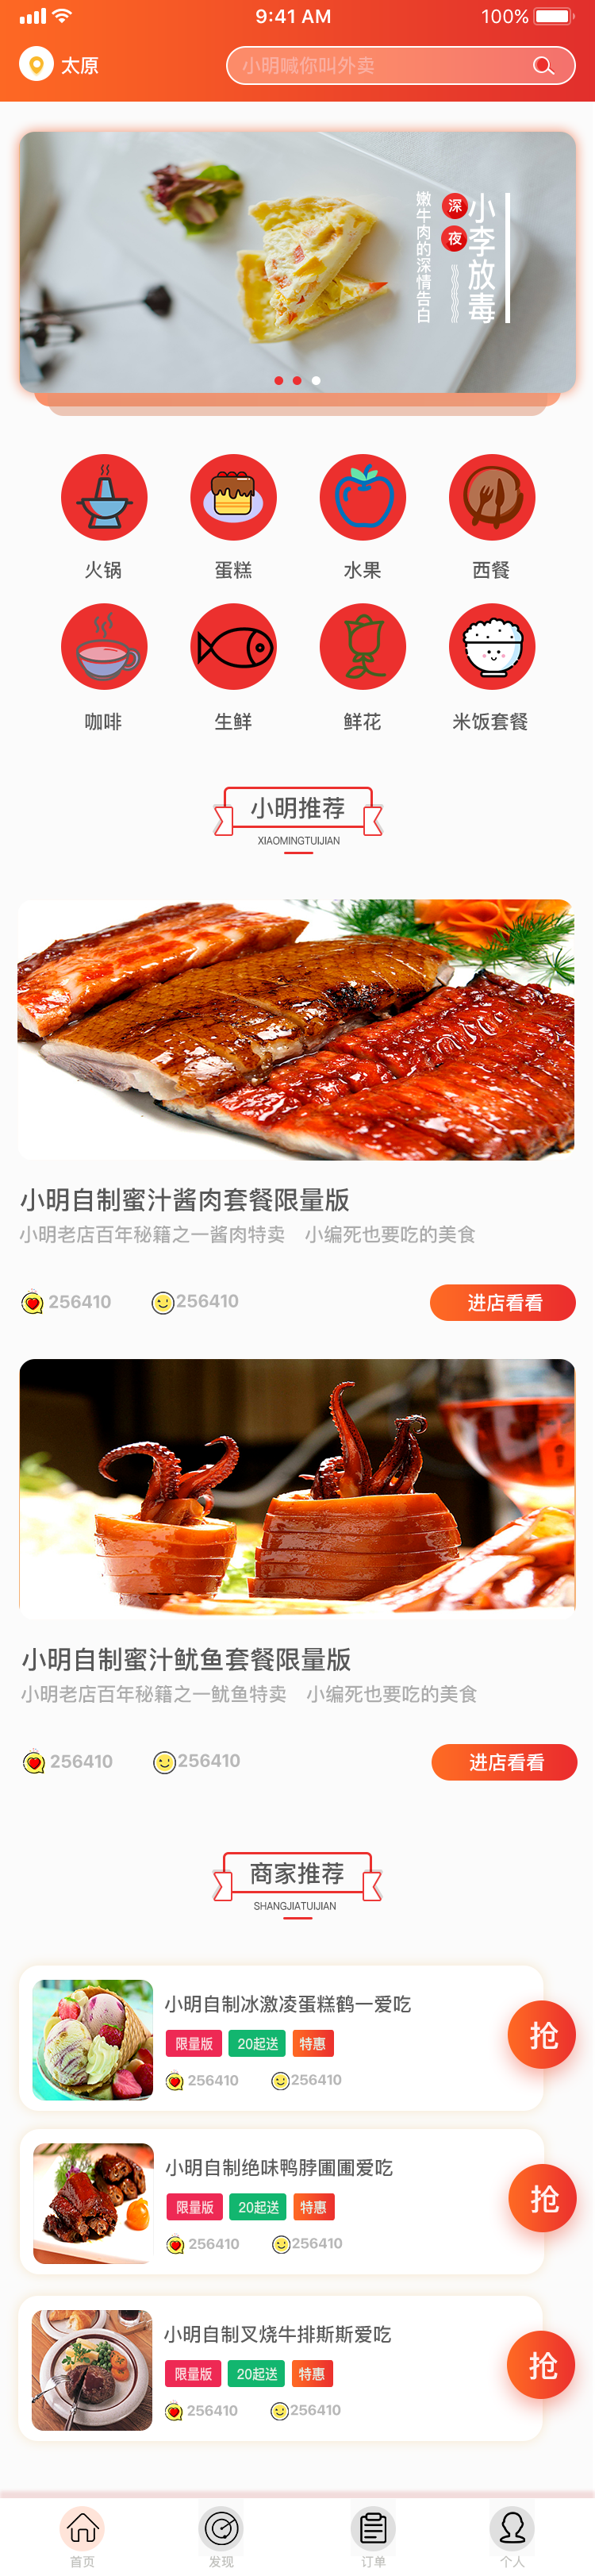 9:41 AM
100%
太原
小明喊你叫外卖
小李放毒
深夜
嫩牛肉的深情告白
火锅 蛋糕 水果 西餐
咖啡 生鲜 鲜花 米饭套餐
小明推荐
XIAOMINGTUIJIAN
小明自制蜜汁酱肉套餐限量版
小明老店百年秘籍之一酱肉特卖 小编死也要吃的美食
256410 256410 进店看看
小明自制蜜汁鱿鱼套餐限量版
小明老店百年秘籍之一鱿鱼特卖 小编死也要吃的美食
256410 256410 进店看看
商家推荐
SHANGJIATUIJIAN
小明自制冰激凌蛋糕鹤一爱吃
限量版 20起送 特惠
抢
256410 256410
小明自制绝味鸭脖圃圃爱吃
限量版 20起送 特惠
抢
256410 256410
小明自制叉烧牛排斯斯爱吃
限量版 20起送 特惠
抢
256410 256410
首页 发现 订单 个人